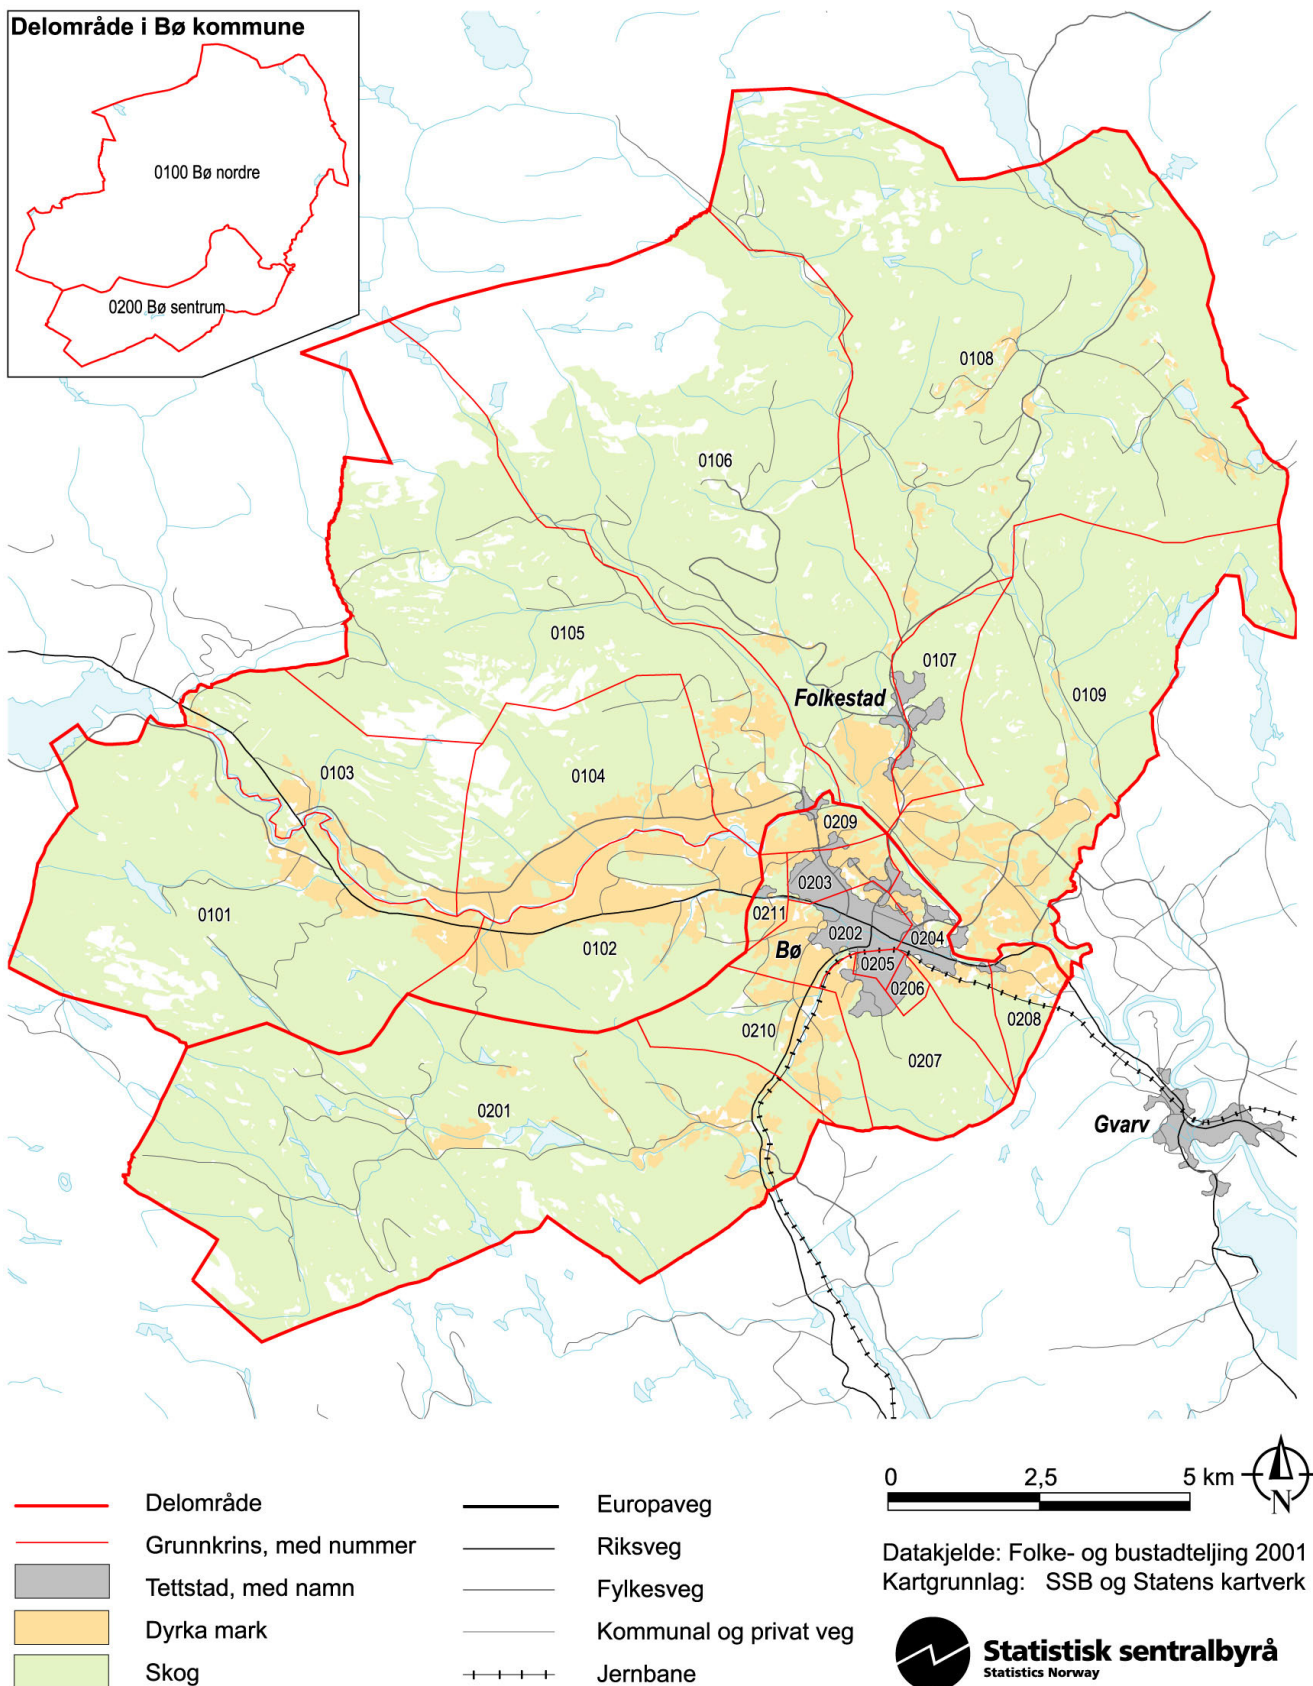 Delområde i Bø kommune
0100 Bø nordre
0200 Bø sentrum
0108
0106
0105
0107
Folkestad
0109
0103
0104
0209
0203
0101
0211
0202
0204
0102
Bø
0205
0206
0210
0208
0207
0201
Gvarv
0 2,5 5 km
N
Delområde
Grunnkrins, med nummer
Tettstad, med namn
Dyrka mark
Skog
Europaveg
Riksveg
Fylkesveg
Kommunal og privat veg
Jernbane
Datakjelde: Folke- og bustadteljing 2001
Kartgrunnlag: SSB og Statens kartverk
Statistisk sentralbyrå
Statistics Norway